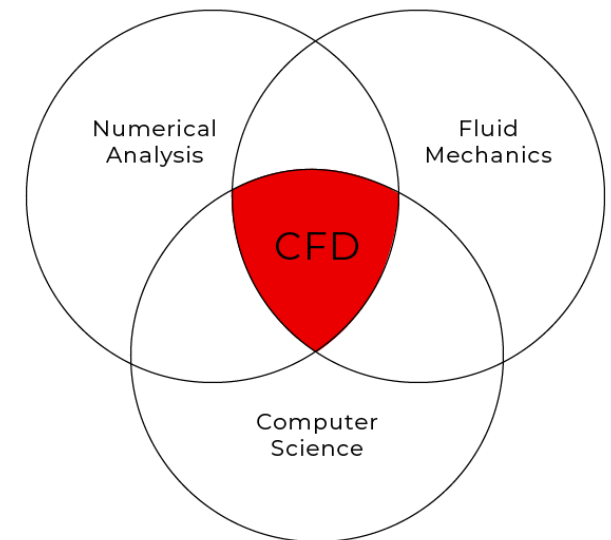 Numerical
Analysis
Fluid
Mechanics
CFD
Computer
Science